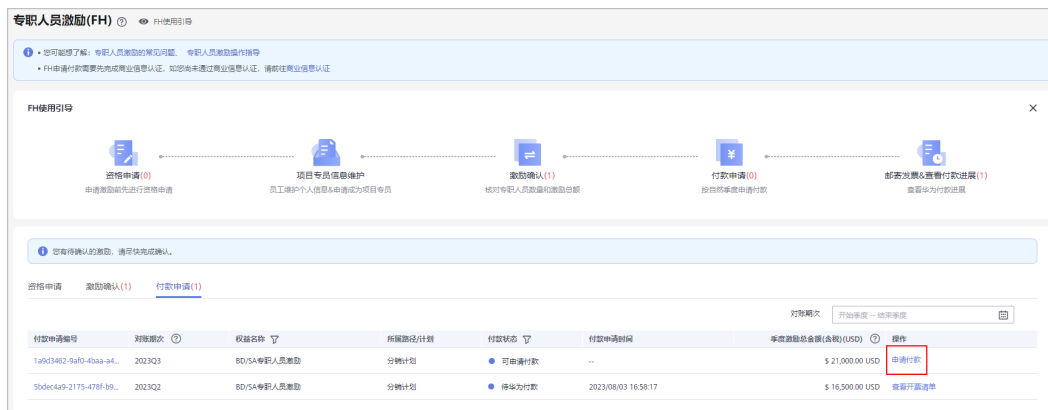 专职人员激励(FH) ? FH使用引导
• 您可能想了解：专职人员激励的常见问题、 专职人员激励操作指导
• FH申请付款需要先完成商业信息认证，如您尚未通过商业信息认证，请前往商业信息认证
FH使用引导
资格申请(0)
申请激励前先进行资格申请
项目专员信息维护
员工维护个人信息&申请成为项目专员
激励确认(1)
核对专职人员数量和激励总额
付款申请(0)
按自然季度申请付款
邮寄发票&查看付款进展(1)
查看华为付款进展
您有待确认的激励，请尽快完成确认。
资格申请 激励确认(1) 付款申请(1)
对账期次 开始季度 -- 结束季度
付款申请编号 对账期次 ? 权益名称 所属路径/计划 付款状态 付款申请时间 季度激励总金额(含税)(USD) ? 操作
1a9d3462-9af0-4baa-a4... 2023Q3 BD/SA专职人员激励 分销计划 可申请付款 -- $ 21,000.00 USD 申请付款
5bdec4a9-2175-478f-b9... 2023Q2 BD/SA专职人员激励 分销计划 待华为付款 2023/08/03 16:58:17 $ 16,500.00 USD 查看开票清单